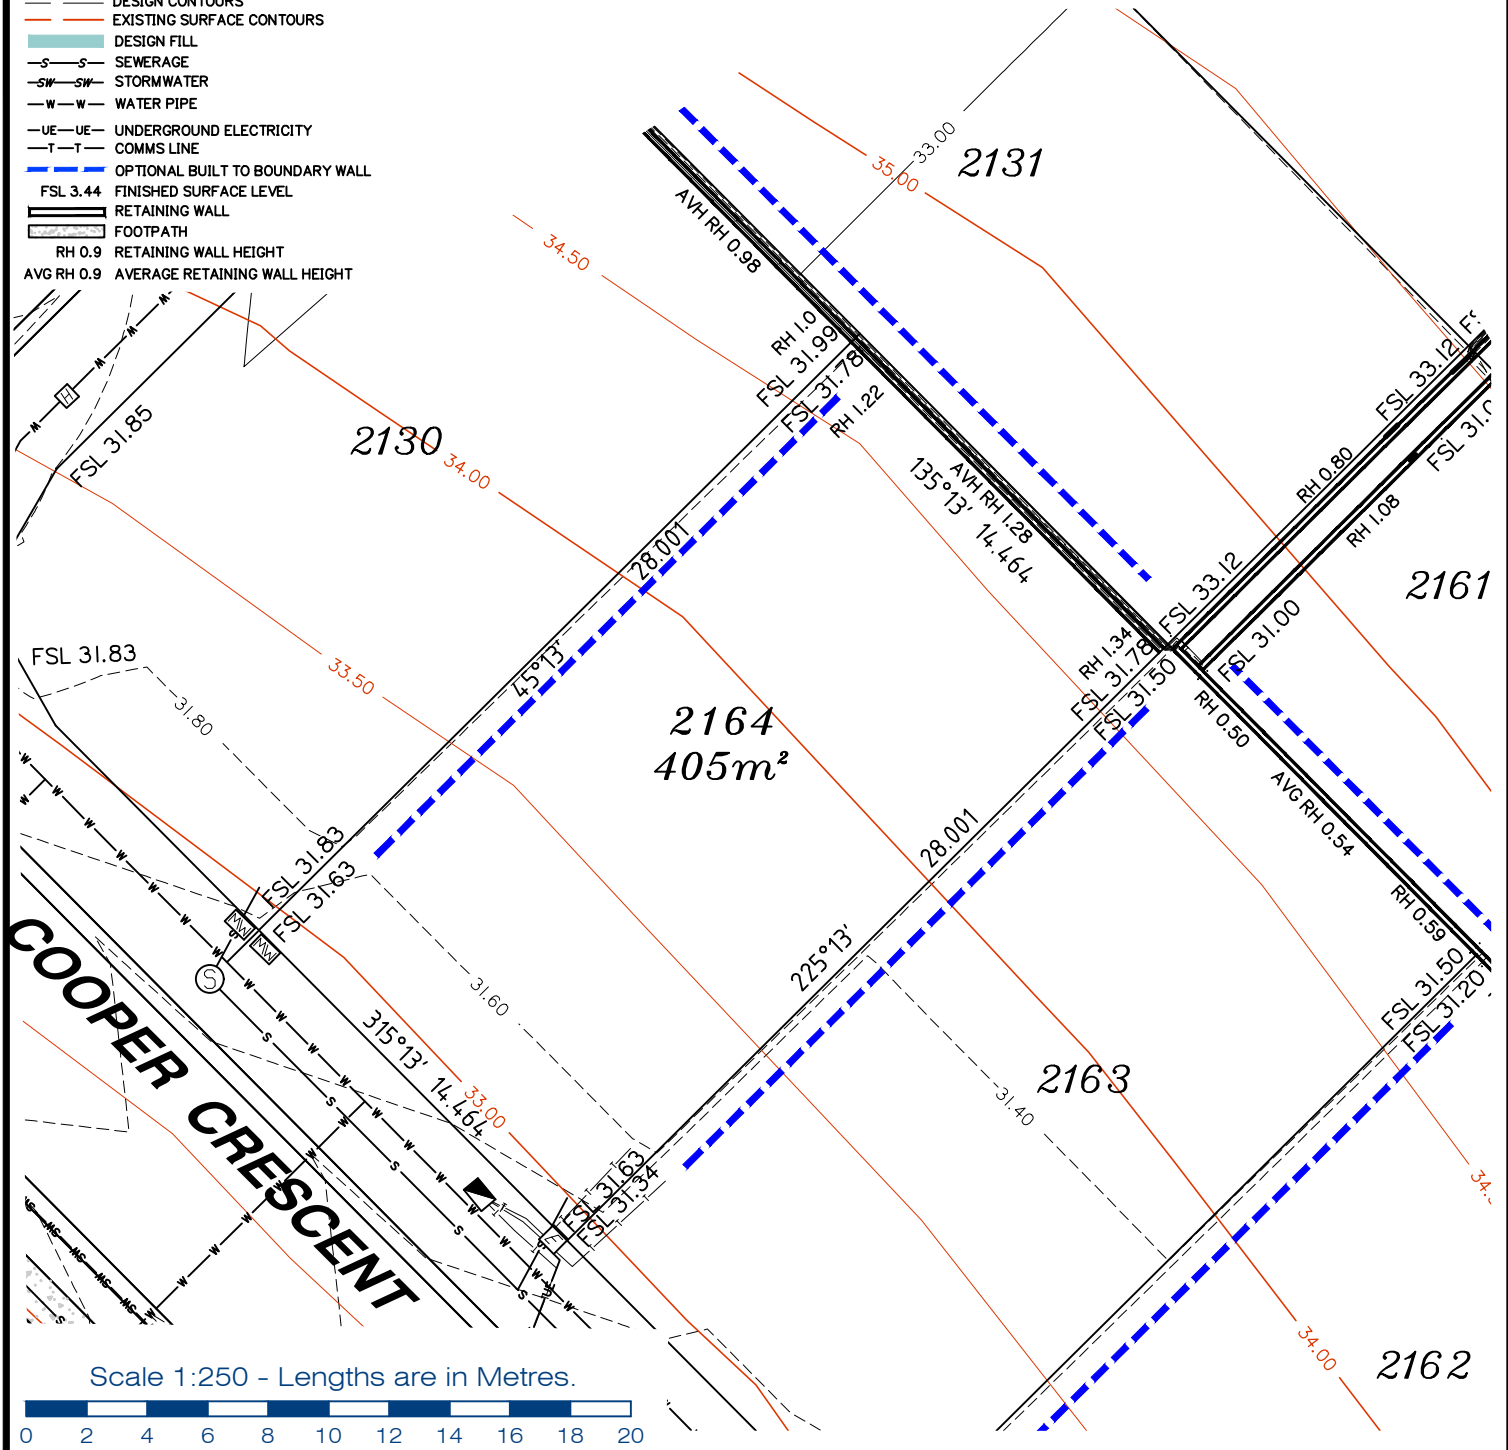 DESIGN CONTOURS
EXISTING SURFACE CONTOURS
DESIGN FILL
S S SEWERAGE
SW SW STORMWATER
W W WATER PIPE
UE UE UNDERGROUND ELECTRICITY
T T COMMS LINE
OPTIONAL BUILT TO BOUNDARY WALL
FSL 3.44 FINISHED SURFACE LEVEL
RETAINING WALL
FOOTPATH
RH 0.9 RETAINING WALL HEIGHT
AVG RH 0.9 AVERAGE RETAINING WALL HEIGHT
33.00
2131
35.00
AVH RH 0.98
34.50
RH 1.0
FSL 31.99
FSL 31.78
RH 1.22
FSL 33.12
FSL 31.85
2130
34.00
RH 0.80
RH 1.08
AVH RH 1.28
135°13' 14.464
28.001
FSL 33.12
2161
FSL 31.00
FSL 31.83
33.50
45°13'
31.80
RH 1.34
FSL 31.78
FSL 31.50
RH 0.50
2164
405m²
AVG RH 0.54
28.001
FSL 31.83
FSL 31.63
RH 0.59
225°13'
FSL 31.50
FSL 31.20
MW
MW
S
31.60
COOPER CRESCENT
315°13' 14.464
33.00
2163
31.40
FSL 31.63
FSL 31.34
E
UE
34.00
2162
Scale 1:250 - Lengths are in Metres.
0 2 4 6 8 10 12 14 16 18 20